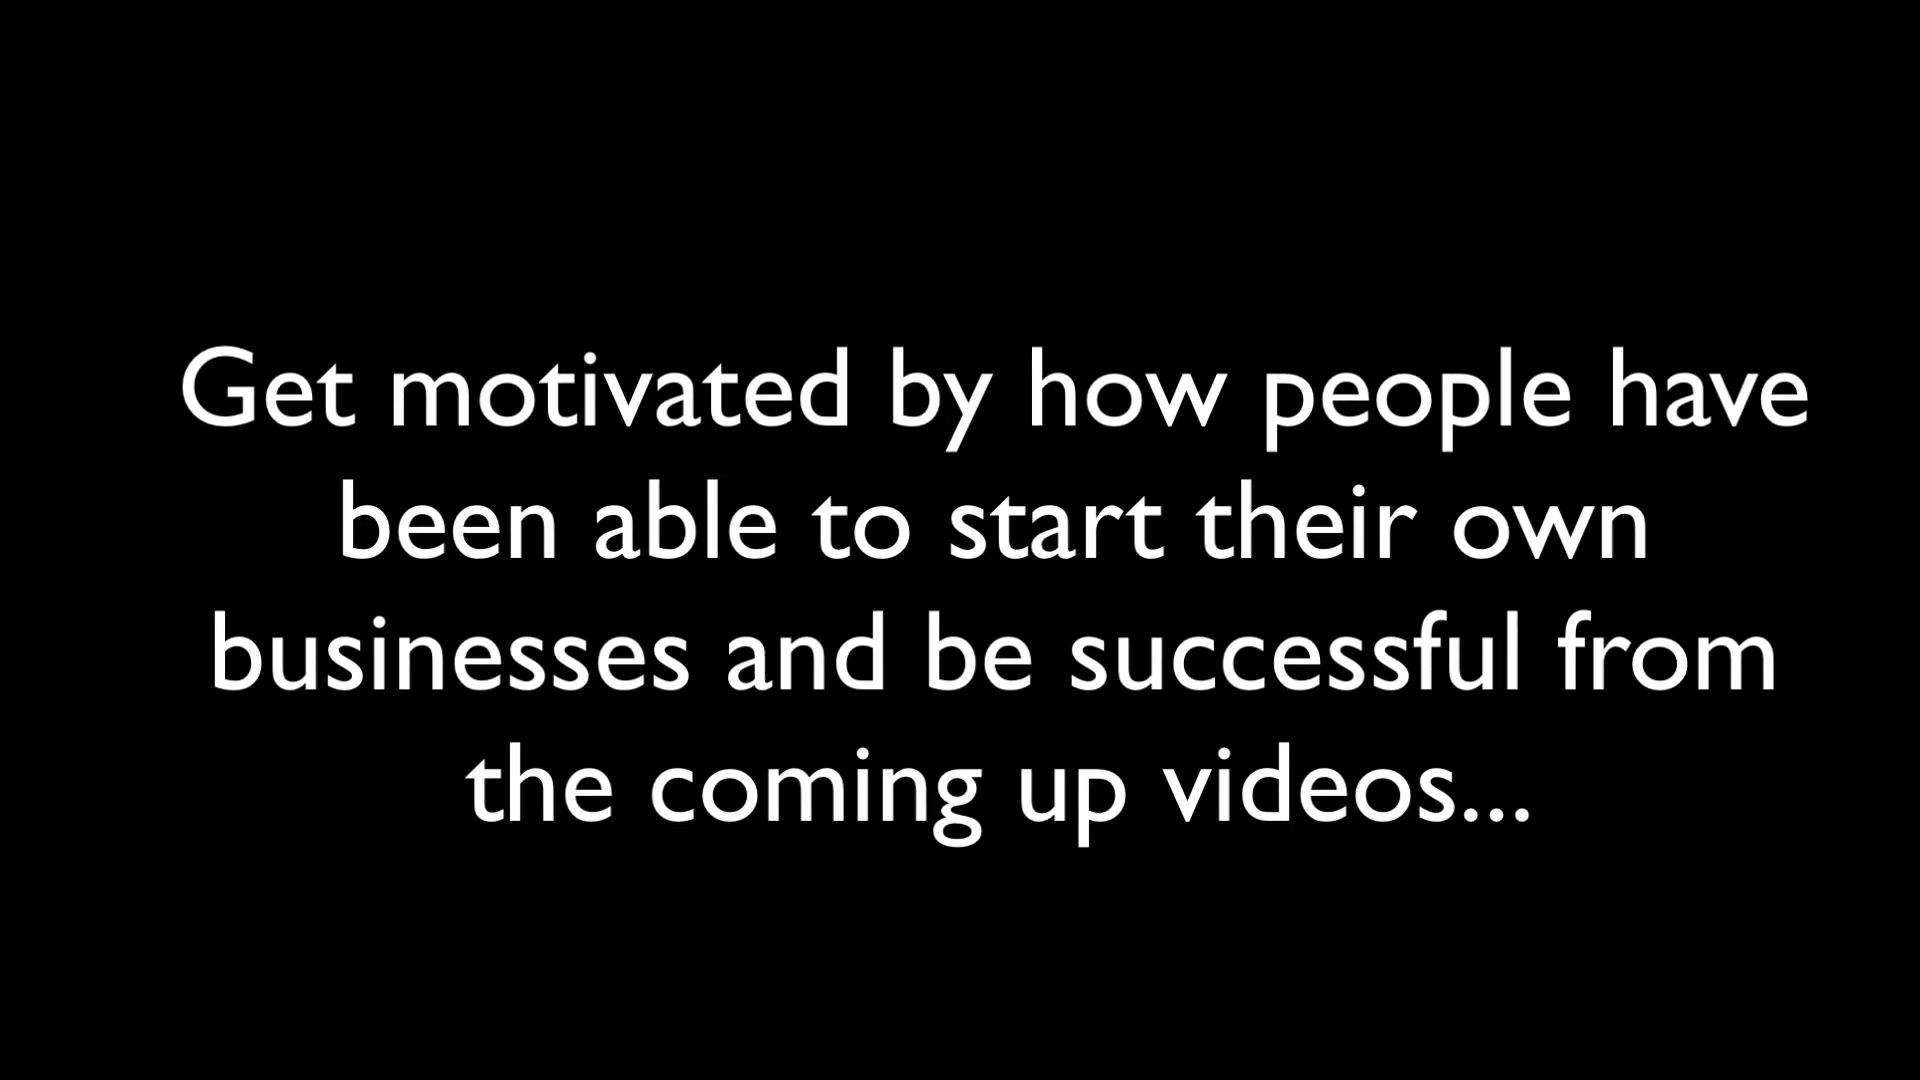 Get motivated by how people have
been able to start their own
businesses and be successful from
the coming up videos...